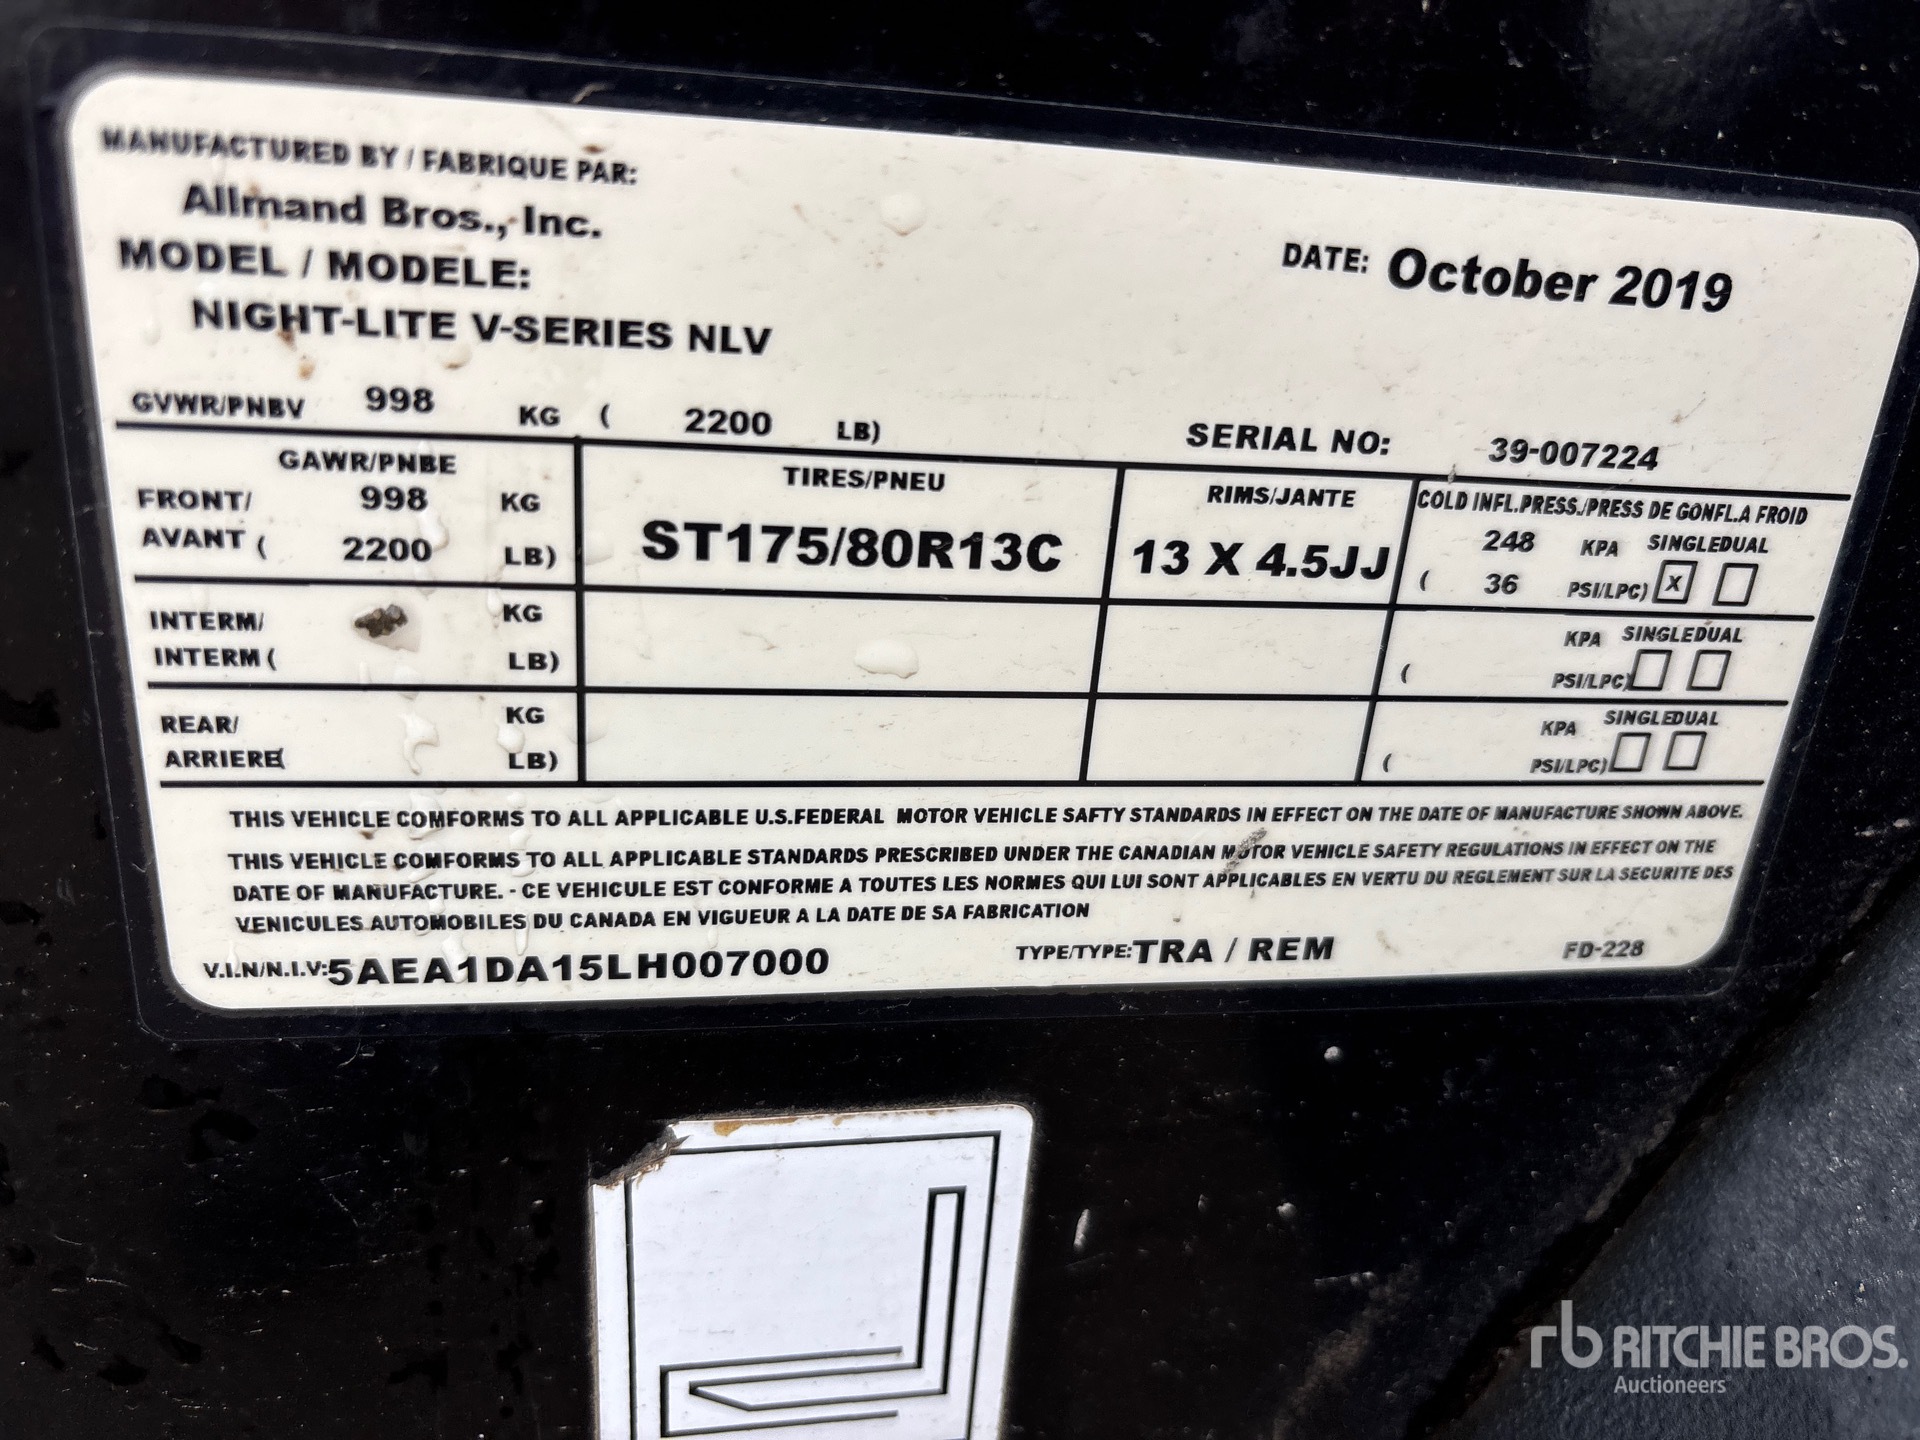 MANUFACTURED BY / FABRIQUE PAR:
Allmand Bros., Inc.
MODEL / MODELE:
NIGHT-LITE V-SERIES NLV
DATE: October 2019
GVWR/PNBV 998 KG ( 2200 LB)
SERIAL NO: 39-007224
GAWR/PNBE
FRONT/ 998 KG
AVANT ( 2200 LB)
TIRES/PNEU
ST175/80R13C
RIMS/JANTE
13 X 4.5JJ
COLD INFL.PRESS./PRESS DE GONFL.A FROID
248 KPA SINGLE DUAL
( 36 PSI/LPC) X
INTERM/ KG
INTERM ( LB)
KPA SINGLE DUAL
( PSI/LPC)
REAR/ KG
ARRIERE( LB)
KPA SINGLE DUAL
( PSI/LPC)
THIS VEHICLE COMFORMS TO ALL APPLICABLE U.S.FEDERAL MOTOR VEHICLE SAFTY STANDARDS IN EFFECT ON THE DATE OF MANUFACTURE SHOWN ABOVE.
THIS VEHICLE COMFORMS TO ALL APPLICABLE STANDARDS PRESCRIBED UNDER THE CANADIAN MOTOR VEHICLE SAFETY REGULATIONS IN EFFECT ON THE
DATE OF MANUFACTURE. - CE VEHICULE EST CONFORME A TOUTES LES NORMES QUI LUI SONT APPLICABLES EN VERTU DU REGLEMENT SUR LA SECURITE DES
VENICULES AUTOMOBILES DU CANADA EN VIGUEUR A LA DATE DE SA FABRICATION
V.I.N/N.I.V:5AEA1DA15LH007000
TYPE/TYPE:TRA / REM
FD-228
rb RITCHIE BROS.
Auctioneers